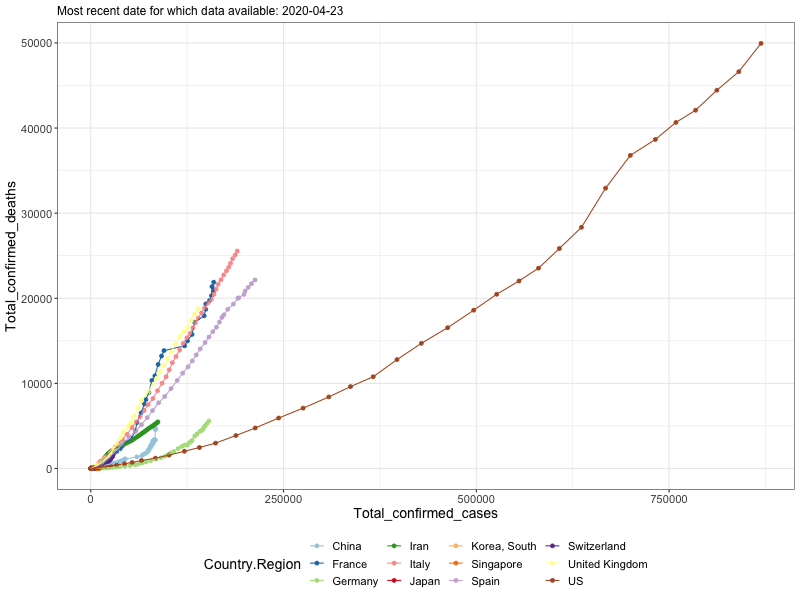 Most recent date for which data available: 2020-04-23
50000
40000
30000
20000
10000
0
Total_confirmed_deaths
0 250000 500000 750000
Total_confirmed_cases
Country.Region
China Iran Korea, South Switzerland
France Italy Singapore United Kingdom
Germany Japan Spain US